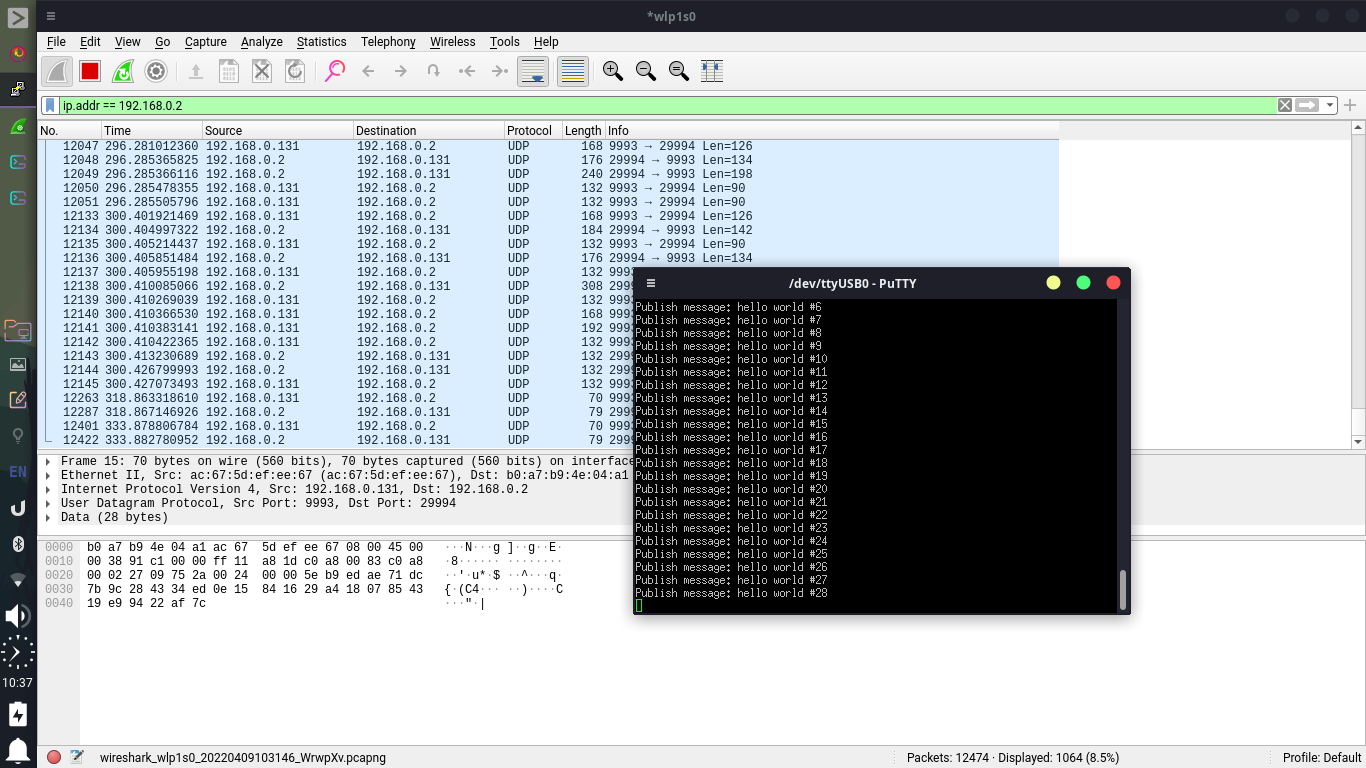 *wlp1s0
File Edit View Go Capture Analyze Statistics Telephony Wireless Tools Help
ip.addr == 192.168.0.2
No. Time Source Destination Protocol Length Info
12047 296.281012360 192.168.0.131 192.168.0.2 UDP 168 9993 → 29994 Len=126
12048 296.285365825 192.168.0.2 192.168.0.131 UDP 176 29994 → 9993 Len=134
12049 296.285366116 192.168.0.2 192.168.0.131 UDP 240 29994 → 9993 Len=198
12050 296.285478355 192.168.0.131 192.168.0.2 UDP 132 9993 → 29994 Len=90
12051 296.285505796 192.168.0.131 192.168.0.2 UDP 132 9993 → 29994 Len=90
12133 300.401921469 192.168.0.131 192.168.0.2 UDP 168 9993 → 29994 Len=126
12134 300.404997322 192.168.0.2 192.168.0.131 UDP 184 29994 → 9993 Len=142
12135 300.405214437 192.168.0.131 192.168.0.2 UDP 132 9993 → 29994 Len=90
12136 300.405851484 192.168.0.2 192.168.0.131 UDP 176 29994 → 9993 Len=134
12137 300.405955198 192.168.0.131 192.168.0.2 UDP 132 999
12138 300.410085066 192.168.0.2 192.168.0.131 UDP 308 299
12139 300.410269039 192.168.0.131 192.168.0.2 UDP 132 999
12140 300.410366530 192.168.0.131 192.168.0.2 UDP 168 999
12141 300.410383141 192.168.0.131 192.168.0.2 UDP 192 999
12142 300.410422365 192.168.0.131 192.168.0.2 UDP 132 999
12143 300.413230689 192.168.0.2 192.168.0.131 UDP 132 299
12144 300.426799993 192.168.0.2 192.168.0.131 UDP 132 299
12145 300.427073493 192.168.0.131 192.168.0.2 UDP 132 999
12263 318.863318610 192.168.0.131 192.168.0.2 UDP 70 999
12287 318.867146926 192.168.0.2 192.168.0.131 UDP 79 299
12401 333.878806784 192.168.0.131 192.168.0.2 UDP 70 999
12422 333.882780952 192.168.0.2 192.168.0.131 UDP 79 299
Frame 15: 70 bytes on wire (560 bits), 70 bytes captured (560 bits) on interface
Ethernet II, Src: ac:67:5d:ef:ee:67 (ac:67:5d:ef:ee:67), Dst: b0:a7:b9:4e:04:a1
Internet Protocol Version 4, Src: 192.168.0.131, Dst: 192.168.0.2
User Datagram Protocol, Src Port: 9993, Dst Port: 29994
Data (28 bytes)
0000 b0 a7 b9 4e 04 a1 ac 67 5d ef ee 67 08 00 45 00 ···N···g ]··g··E·
0010 00 38 91 c1 00 00 ff 11 a8 1d c0 a8 00 83 c0 a8 ·8······ ········
0020 00 02 27 09 75 2a 00 24 00 00 5e b9 ed ae 71 dc ··'·u*·$ ··^···q·
0030 7b 9c 28 43 34 ed 0e 15 84 16 29 a4 18 07 85 43 {·(C4··· ··)····C
0040 19 e9 94 22 af 7c ···"·|
/dev/ttyUSB0 - PuTTY
Publish message: hello world #6
Publish message: hello world #7
Publish message: hello world #8
Publish message: hello world #9
Publish message: hello world #10
Publish message: hello world #11
Publish message: hello world #12
Publish message: hello world #13
Publish message: hello world #14
Publish message: hello world #15
Publish message: hello world #16
Publish message: hello world #17
Publish message: hello world #18
Publish message: hello world #19
Publish message: hello world #20
Publish message: hello world #21
Publish message: hello world #22
Publish message: hello world #23
Publish message: hello world #24
Publish message: hello world #25
Publish message: hello world #26
Publish message: hello world #27
Publish message: hello world #28
EN
10:37
wireshark_wlp1s0_20220409103146_WrwpXv.pcapng
Packets: 12474 · Displayed: 1064 (8.5%)
Profile: Default